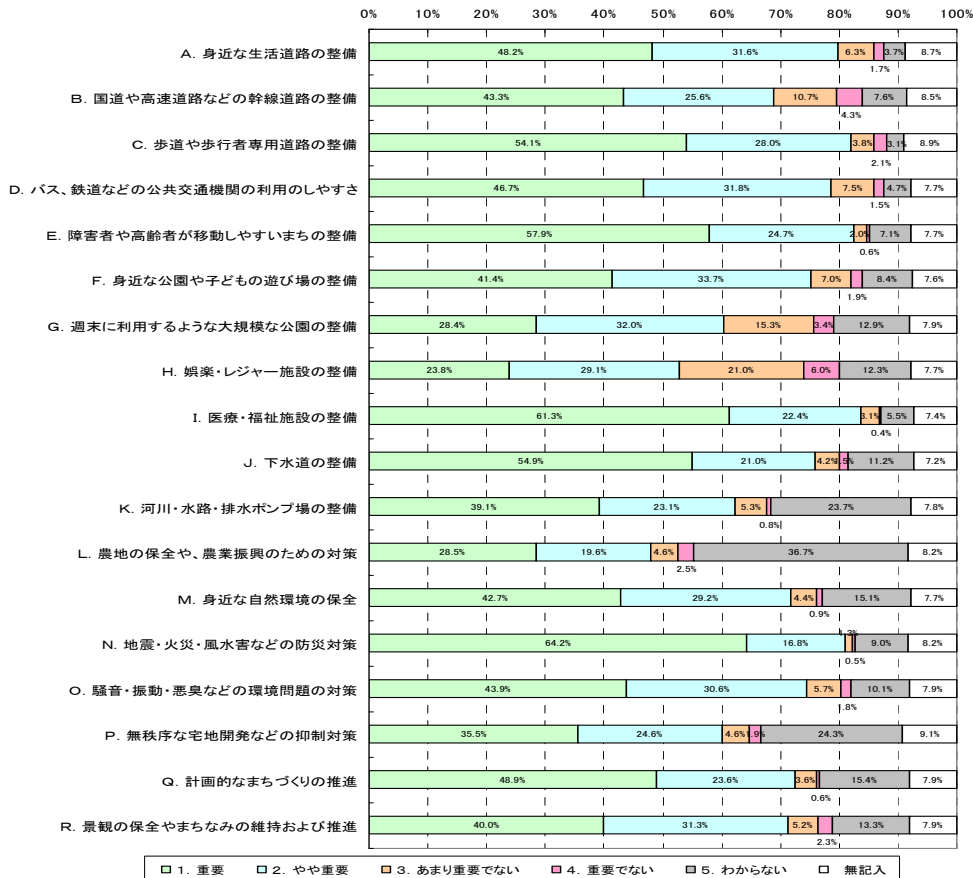 0% 10% 20% 30% 40% 50% 60% 70% 80% 90% 100%
A. 身近な生活道路の整備 48.2% 31.6% 6.3% 3.7% 8.7%
1.7%
B. 国道や高速道路などの幹線道路の整備 43.3% 25.6% 10.7% 7.6% 8.5%
4.3%
C. 歩道や歩行者専用道路の整備 54.1% 28.0% 3.8% 3.1% 8.9%
2.1%
D. バス、鉄道などの公共交通機関の利用のしやすさ 46.7% 31.8% 7.5% 4.7% 7.7%
1.5%
E. 障害者や高齢者が移動しやすいまちの整備 57.9% 24.7% 2.0% 7.1% 7.7%
0.6%
F. 身近な公園や子どもの遊び場の整備 41.4% 33.7% 7.0% 8.4% 7.6%
1.9%
G. 週末に利用するような大規模な公園の整備 28.4% 32.0% 15.3% 3.4% 12.9% 7.9%
H. 娯楽・レジャー施設の整備 23.8% 29.1% 21.0% 6.0% 12.3% 7.7%
I. 医療・福祉施設の整備 61.3% 22.4% 3.1% 5.5% 7.4%
0.4%
J. 下水道の整備 54.9% 21.0% 4.2% 1.5% 11.2% 7.2%
K. 河川・水路・排水ポンプ場の整備 39.1% 23.1% 5.3% 23.7% 7.8%
0.8%
L. 農地の保全や、農業振興のための対策 28.5% 19.6% 4.6% 36.7% 8.2%
2.5%
M. 身近な自然環境の保全 42.7% 29.2% 4.4% 15.1% 7.7%
0.9%
N. 地震・火災・風水害などの防災対策 64.2% 16.8% 1.3% 9.0% 8.2%
0.5%
O. 騒音・振動・悪臭などの環境問題の対策 43.9% 30.6% 5.7% 10.1% 7.9%
1.8%
P. 無秩序な宅地開発などの抑制対策 35.5% 24.6% 4.6% 1.9% 24.3% 9.1%
Q. 計画的なまちづくりの推進 48.9% 23.6% 3.6% 15.4% 7.9%
0.6%
R. 景観の保全やまちなみの維持および推進 40.0% 31.3% 5.2% 13.3% 7.9%
2.3%
1. 重要 2. やや重要 3. あまり重要でない 4. 重要でない 5. わからない 無記入